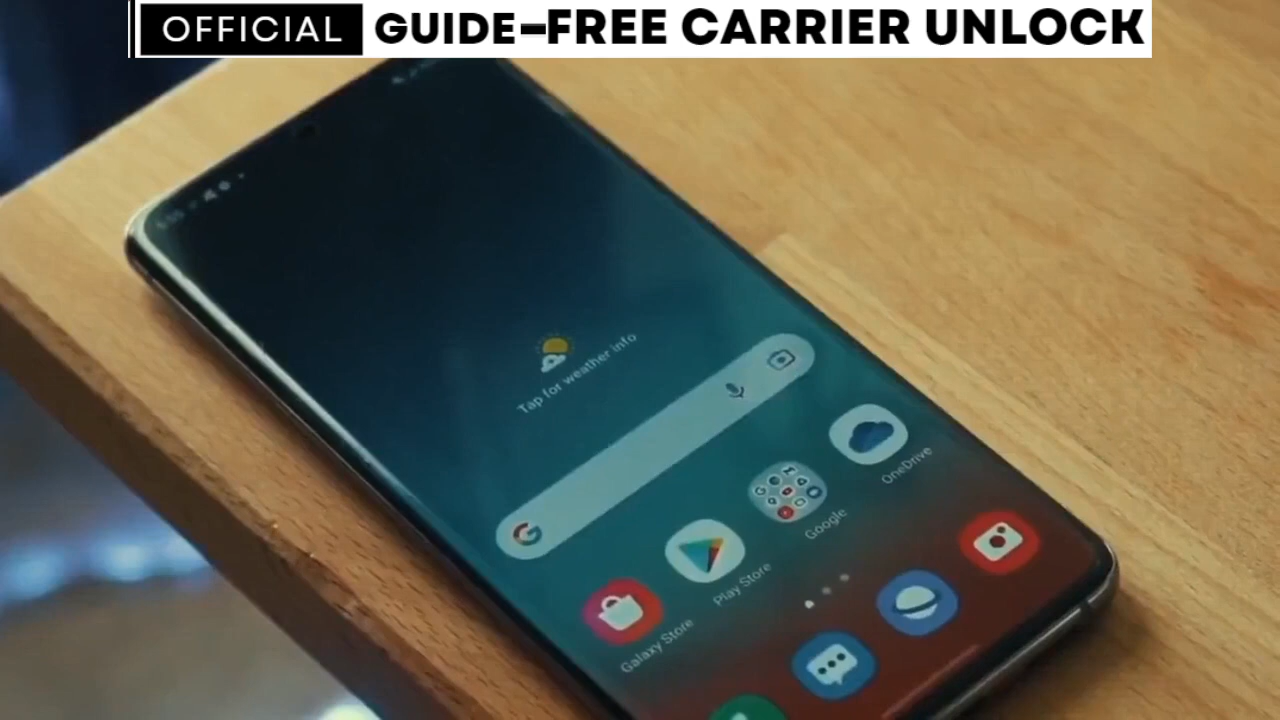 OFFICIAL GUIDE–FREE CARRIER UNLOCK
Tap for weather info
OneDrive
Google
Play Store
Galaxy Store